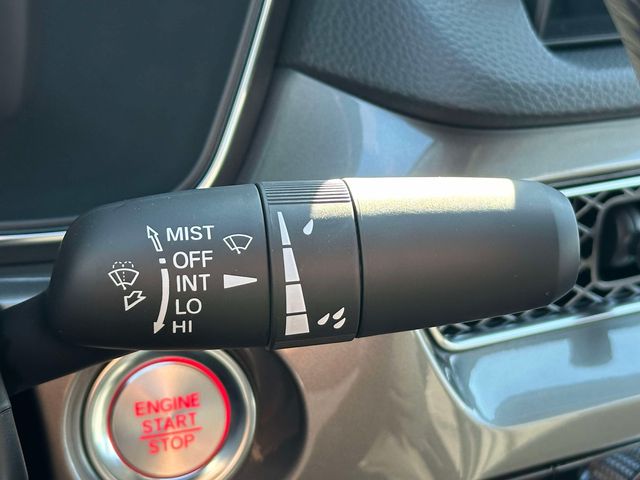 MIST
OFF
INT
LO
HI
ENGINE
START
STOP